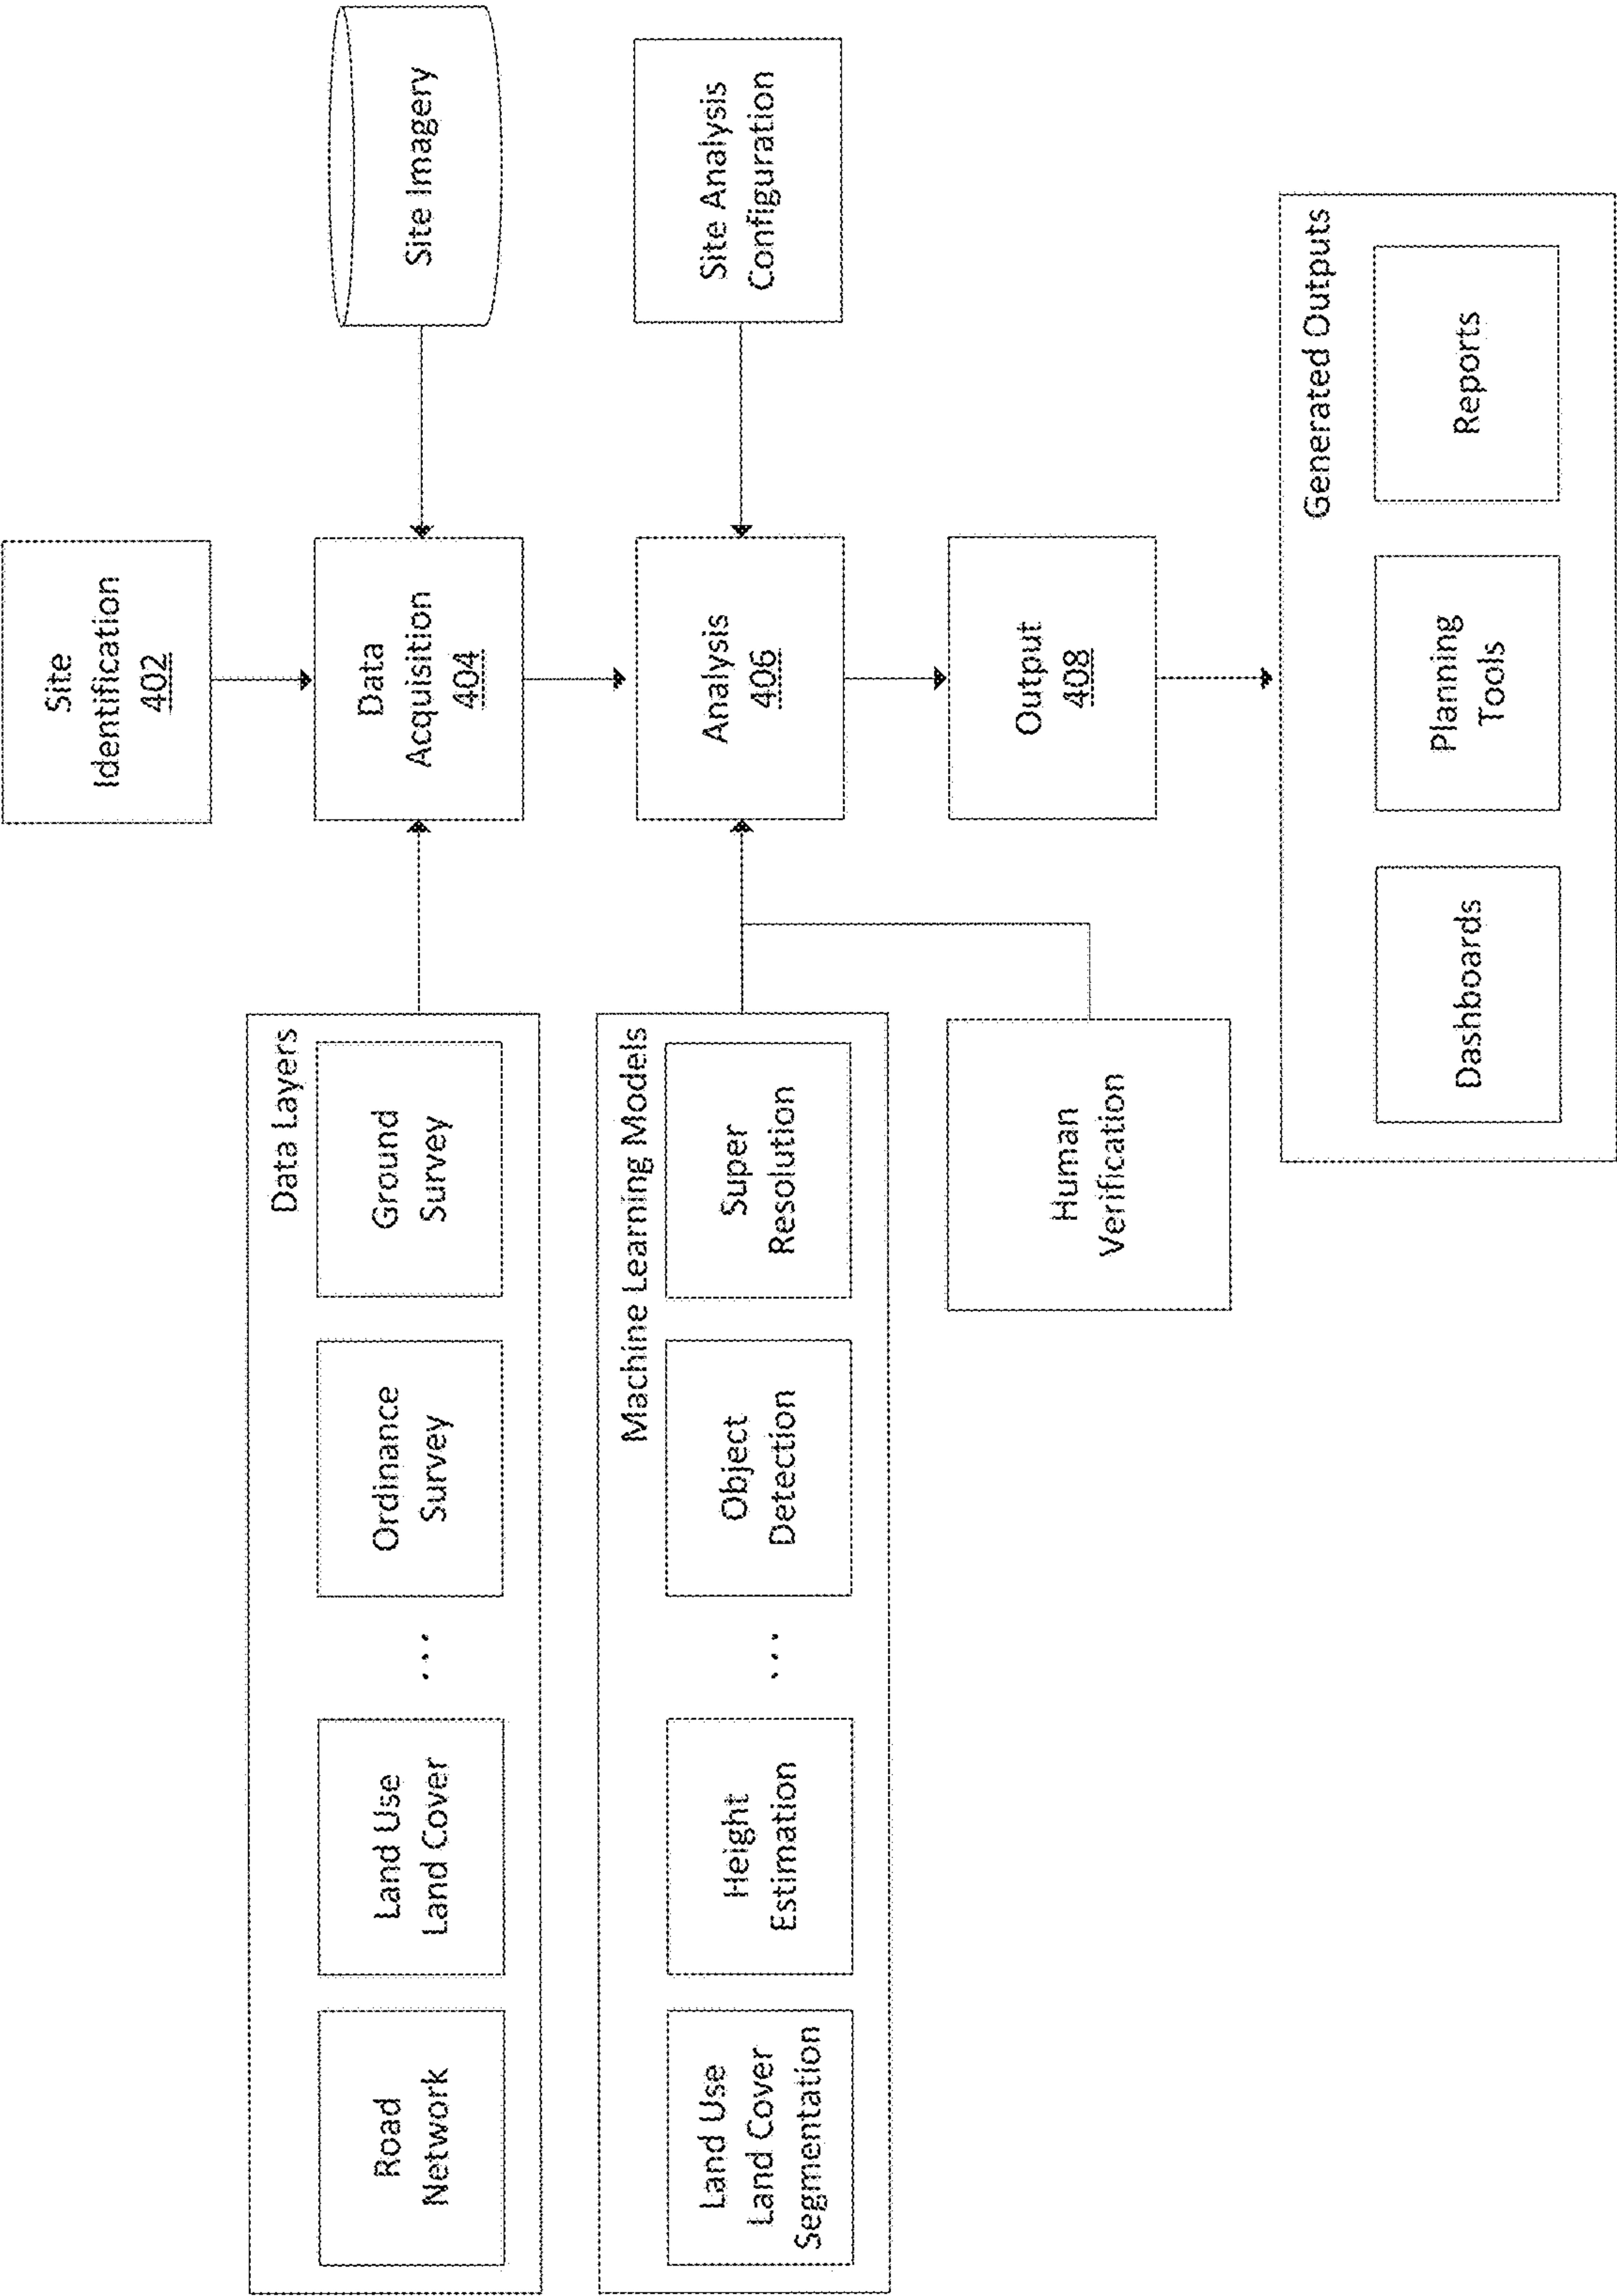 Site
Identification
402
Data Layers
Road
Network
Land Use
Land Cover
...
Ordinance
Survey
Ground
Survey
Data
Acquisition
404
Site Imagery
Machine Learning Models
Land Use
Land Cover
Segmentation
Height
Estimation
...
Object
Detection
Super
Resolution
Analysis
406
Site Analysis
Configuration
Human
Verification
Output
408
Generated Outputs
Dashboards
Planning
Tools
Reports